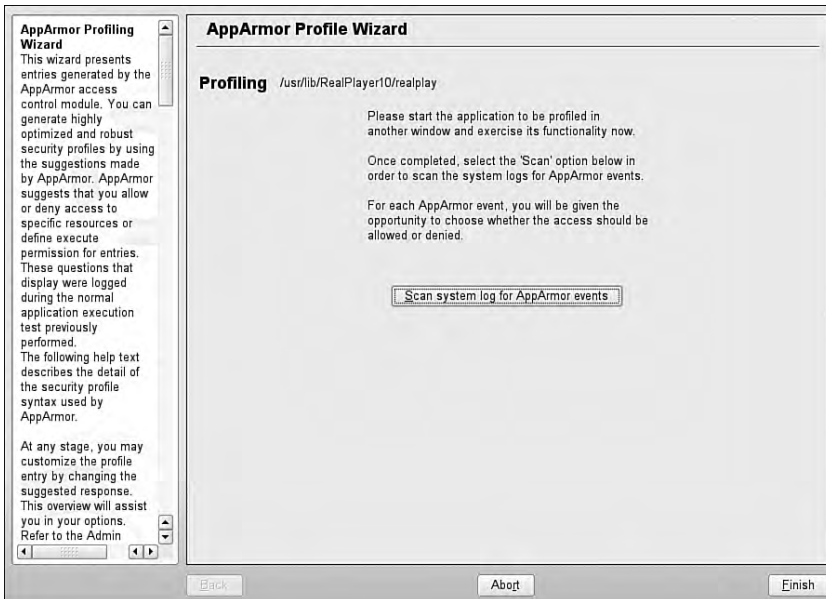 AppArmor Profiling
Wizard
This wizard presents
entries generated by the
AppArmor access
control module. You can
generate highly
optimized and robust
security profiles by using
the suggestions made
by AppArmor. AppArmor
suggests that you allow
or deny access to
specific resources or
define execute
permission for entries.
These questions that
display were logged
during the normal
application execution
test previously
performed.
The following help text
describes the detail of
the security profile
syntax used by
AppArmor.
At any stage, you may
customize the profile
entry by changing the
suggested response.
This overview will assist
you in your options.
Refer to the Admin
AppArmor Profile Wizard
Profiling /usr/lib/RealPlayer10/realplay
Please start the application to be profiled in
another window and exercise its functionality now.
Once completed, select the 'Scan' option below in
order to scan the system logs for AppArmor events.
For each AppArmor event, you will be given the
opportunity to choose whether the access should be
allowed or denied.
Scan system log for AppArmor events
Back
Abort
Finish